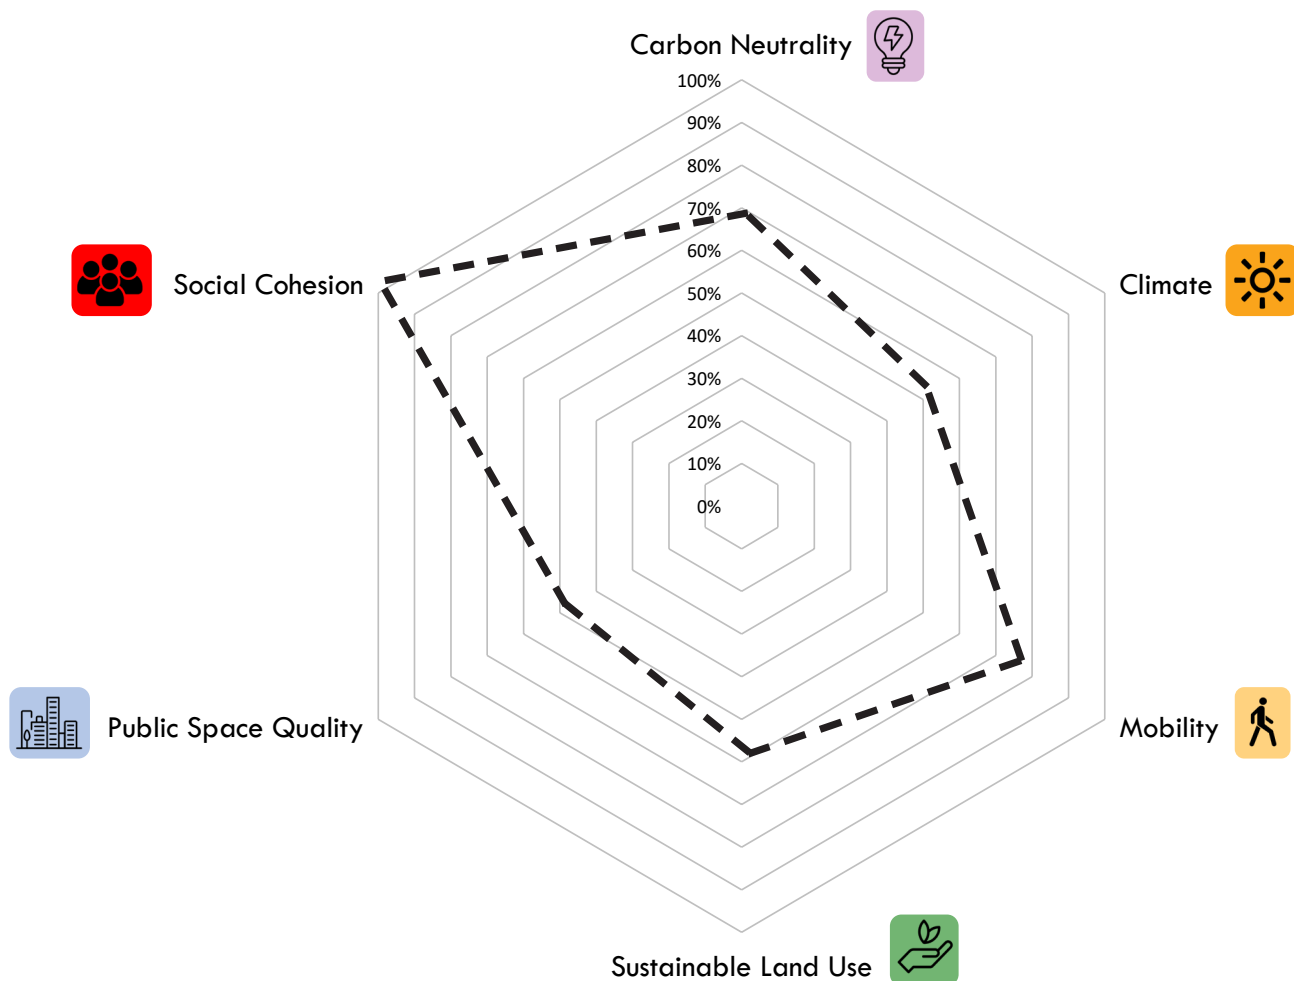 Carbon Neutrality
100%
90%
80%
70%
60%
50%
40%
30%
20%
10%
0%
Social Cohesion
Climate
Public Space Quality
Mobility
Sustainable Land Use